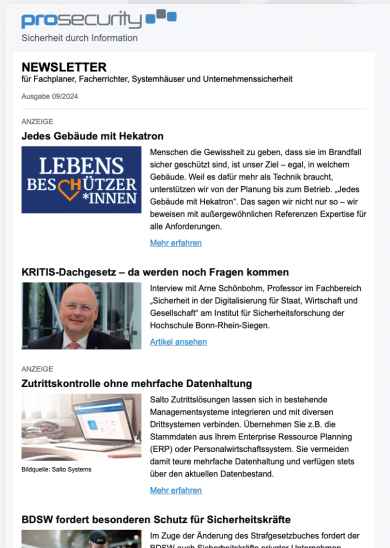 prosecurity
Sicherheit durch Information
NEWSLETTER
für Fachplaner, Facherrichter, Systemhäuser und Unternehmenssicherheit
Ausgabe 09/2024
ANZEIGE
Jedes Gebäude mit Hekatron
LEBENS
BESCHÜTZER
*INNEN
Menschen die Gewissheit zu geben, dass sie im Brandfall
sicher geschützt sind, ist unser Ziel – egal, in welchem
Gebäude. Weil es dafür mehr als Technik braucht,
unterstützen wir von der Planung bis zum Betrieb. „Jedes
Gebäude mit Hekatron“. Das sagen wir nicht nur so – wir
beweisen mit außergewöhnlichen Referenzen Expertise für
alle Anforderungen.
Mehr erfahren
KRITIS-Dachgesetz – da werden noch Fragen kommen
Interview mit Arne Schönbohm, Professor im Fachbereich
„Sicherheit in der Digitalisierung für Staat, Wirtschaft und
Gesellschaft“ am Institut für Sicherheitsforschung der
Hochschule Bonn-Rhein-Siegen.
Artikel ansehen
ANZEIGE
Zutrittskontrolle ohne mehrfache Datenhaltung
Salto Zutrittslösungen lassen sich in bestehende
Managementsysteme integrieren und mit diversen
Drittsystemen verbinden. Übernehmen Sie z.B. die
Stammdaten aus Ihrem Enterprise Ressource Planning
(ERP) oder Personalwirtschaftssystem. Sie vermeiden
damit teure mehrfache Datenhaltung und verfügen stets
über den aktuellen Datenbestand.
Bildquelle: Salto Systems
Mehr erfahren
BDSW fordert besonderen Schutz für Sicherheitskräfte
Im Zuge der Änderung des Strafgesetzbuches fordert der
BDSW auch Sicherheitskräfte privater Unternehmen